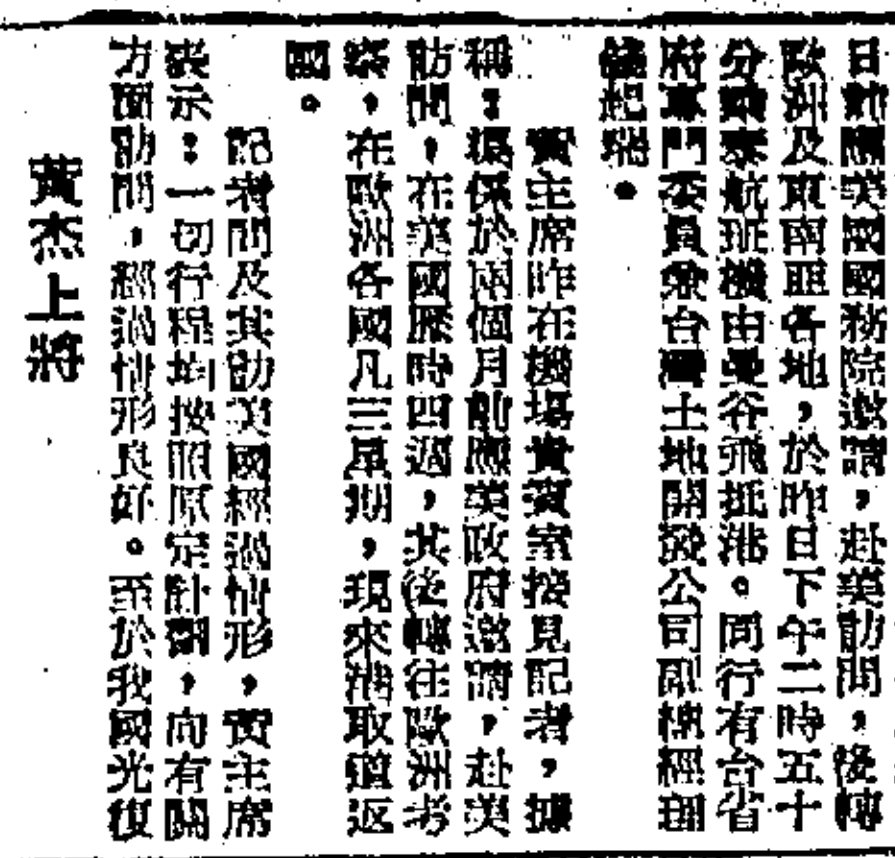 日前應美國國務院邀請，赴美訪問，後轉
歐洲及東南亞各地，於昨日下午二時五十
分乘泰航班機由曼谷飛抵港。同行有台省
府專門委員兼台灣土地開發公司副總經理
起瑞。
黃主席昨在機場貴賓室接見記者，據
稱：渠係於兩個月前應美政府邀請，赴美
訪問，在美國歷時四週，其後轉往歐洲考
察，在歐洲各國凡三星期，現來港取道返
國。
記者問及其訪美國經過情形，黃主席
表示：一切行程均按照原定計劃，向有關
方面訪問，經過情形良好。至於我國光復
黃杰上將